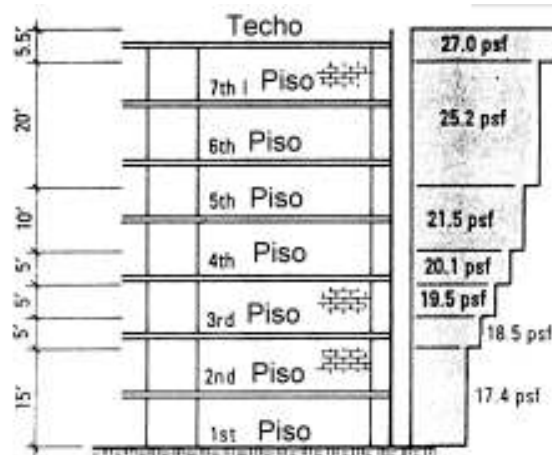 Techo
27.0 psf
5.5'
7th l Piso
25.2 psf
20'
6th Piso
5th Piso
21.5 psf
10'
4th Piso
20.1 psf
5'
19.5 psf
5'
3rd Piso
18.5 psf
5'
2nd Piso
17.4 psf
15'
1st Piso